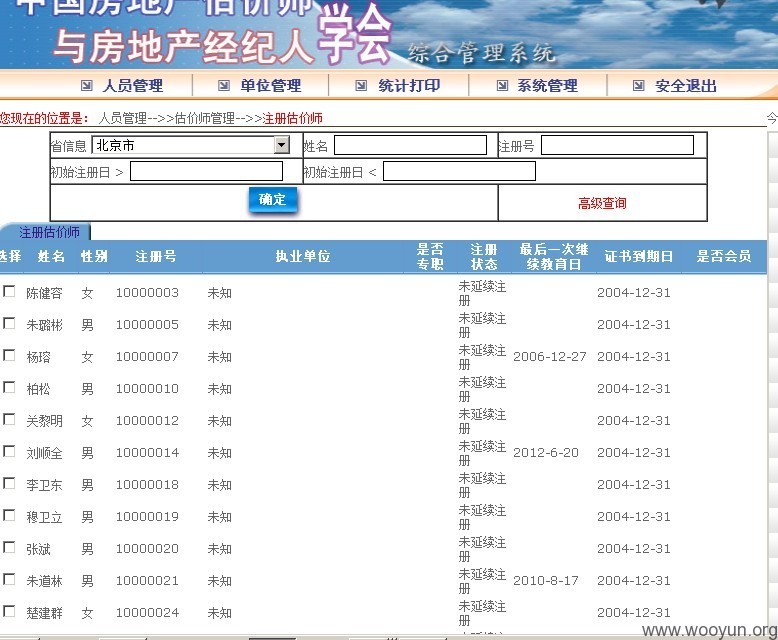 中国房地产估价师
与房地产经纪人学会 综合管理系统
人员管理 单位管理 统计打印 系统管理 安全退出
您现在的位置是： 人员管理-->>估价师管理-->>注册估价师 今
省信息 北京市 姓名 注册号
初始注册日 > 初始注册日 <
确定 高级查询
注册估价师
选择 姓名 性别 注册号 执业单位 是否专职 注册状态 最后一次继续教育日 证书到期日 是否会员
陈健容 女 10000003 未知 未延续注册 2004-12-31
朱璐彬 男 10000005 未知 未延续注册 2004-12-31
杨瑢 女 10000007 未知 未延续注册 2006-12-27 2004-12-31
柏松 男 10000010 未知 未延续注册 2004-12-31
关黎明 女 10000012 未知 未延续注册 2004-12-31
刘顺全 男 10000014 未知 未延续注册 2012-6-20 2004-12-31
李卫东 男 10000018 未知 未延续注册 2004-12-31
穆卫立 男 10000019 未知 未延续注册 2004-12-31
张斌 男 10000020 未知 未延续注册 2004-12-31
朱道林 男 10000021 未知 未延续注册 2010-8-17 2004-12-31
楚建群 女 10000024 未知 未延续注册 2004-12-31
www.wooyun.org